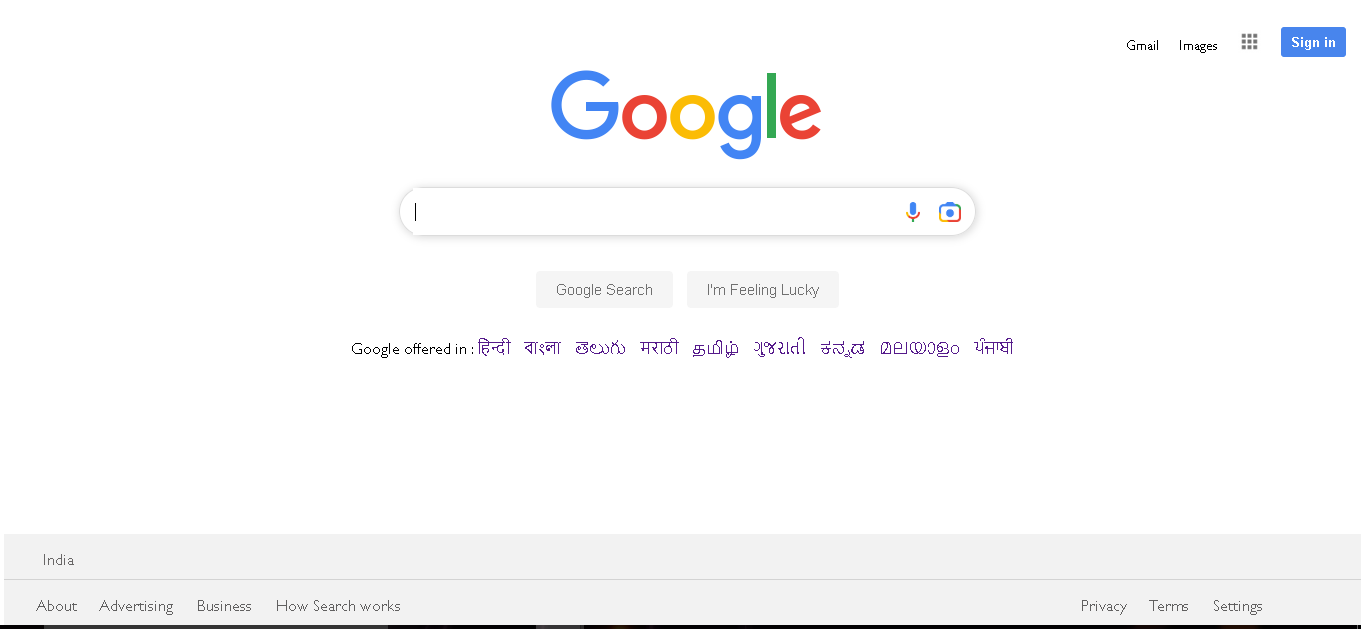 Gmail Images Sign in
Google
Google Search I'm Feeling Lucky
Google offered in : हिन्दी বাংলা తెలుగు मराठी தமிழ் ગુજરાતી ಕನ್ನಡ മലയാളം ਪੰਜਾਬੀ
India
About Advertising Business How Search works Privacy Terms Settings